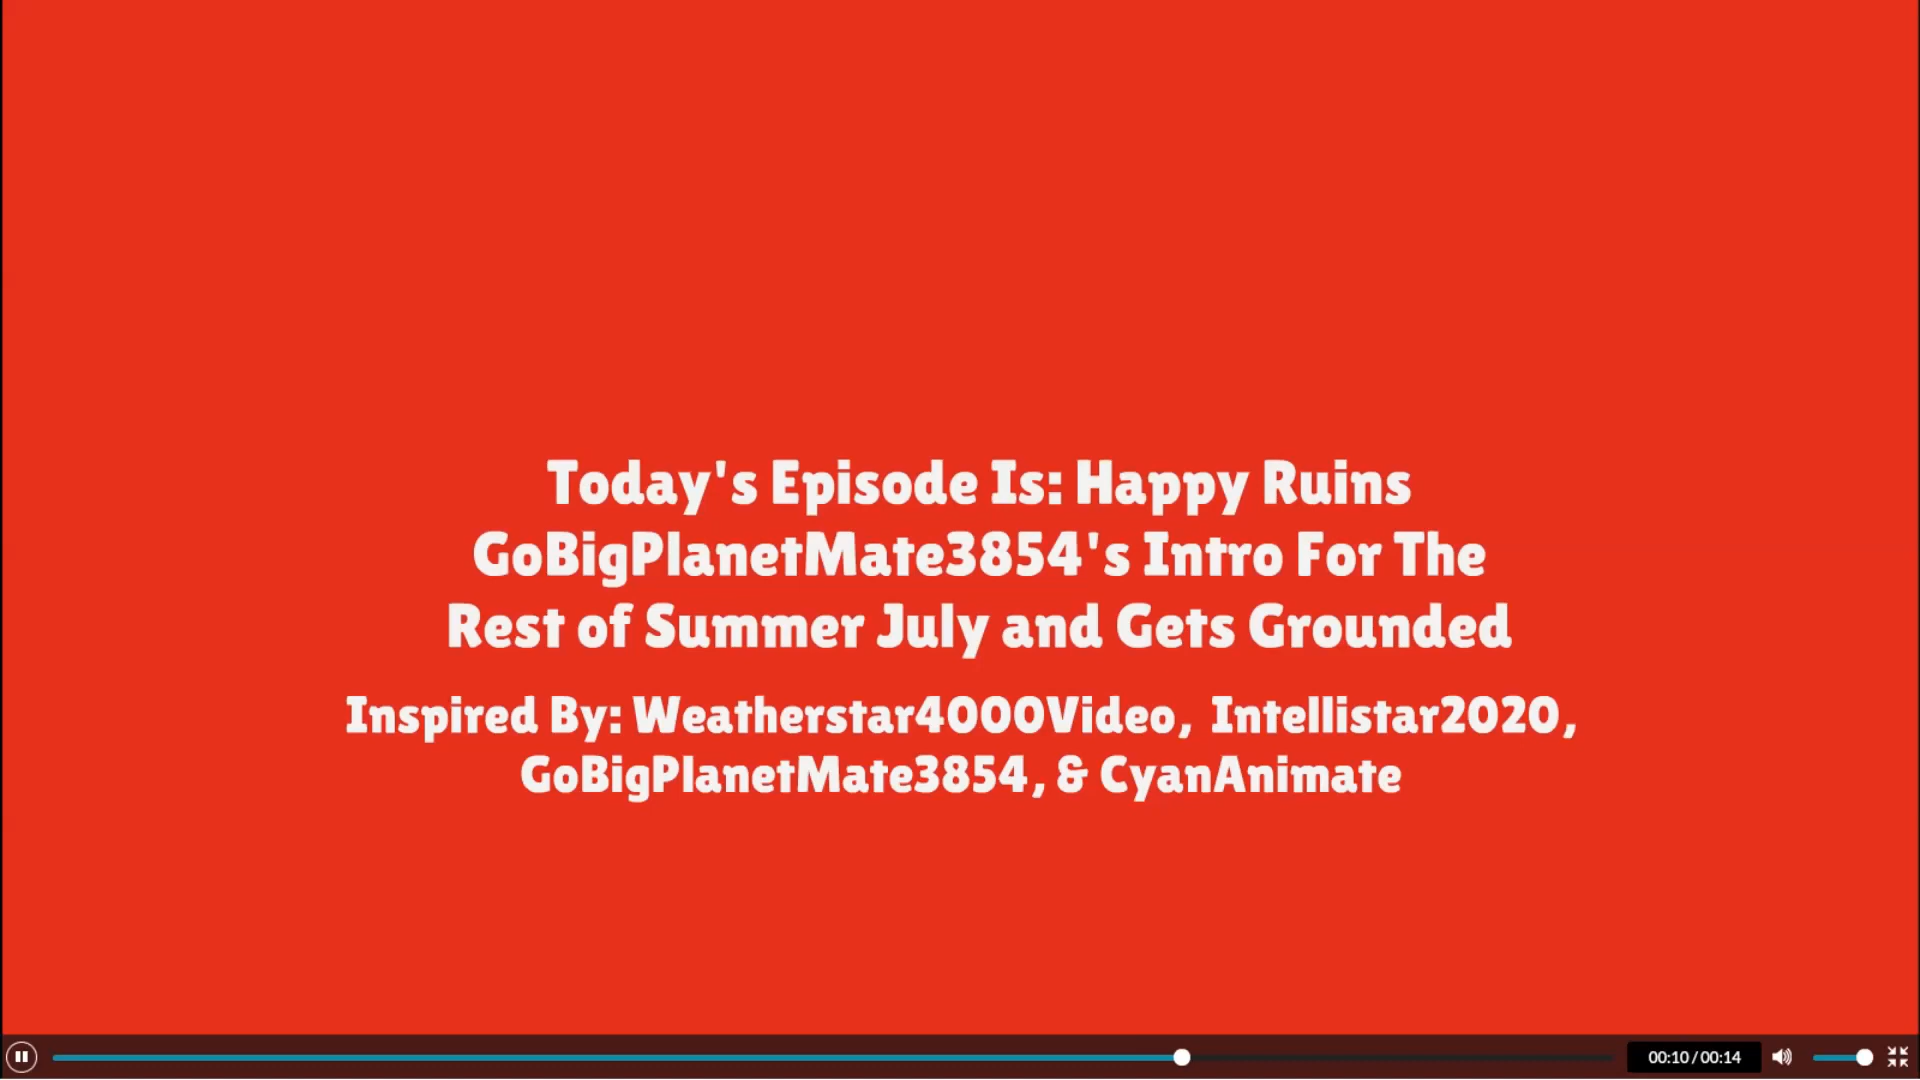 Today's Episode Is: Happy Ruins
GoBigPlanetMate3854's Intro For The
Rest of Summer July and Gets Grounded
Inspired By: Weatherstar4000Video, Intellistar2020,
GoBigPlanetMate3854, & CyanAnimate
00:10/00:14